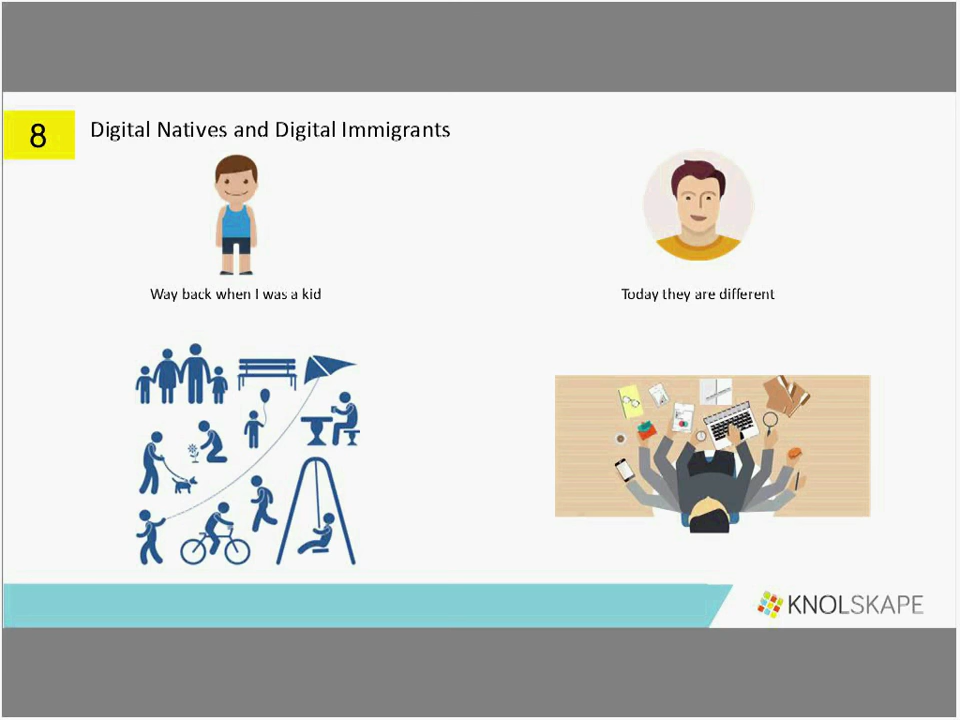 8
Digital Natives and Digital Immigrants
Way back when I was a kid
Today they are different
KNOLSKAPE